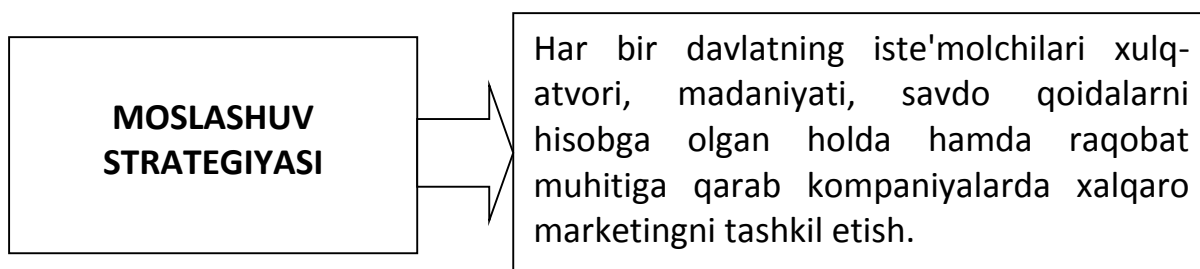 MOSLASHUV
STRATEGIYASI
Har bir davlatning iste'molchilari xulq-
atvori, madaniyati, savdo qoidalarni
hisobga olgan holda hamda raqobat
muhitiga qarab kompaniyalarda xalqaro
marketingni tashkil etish.